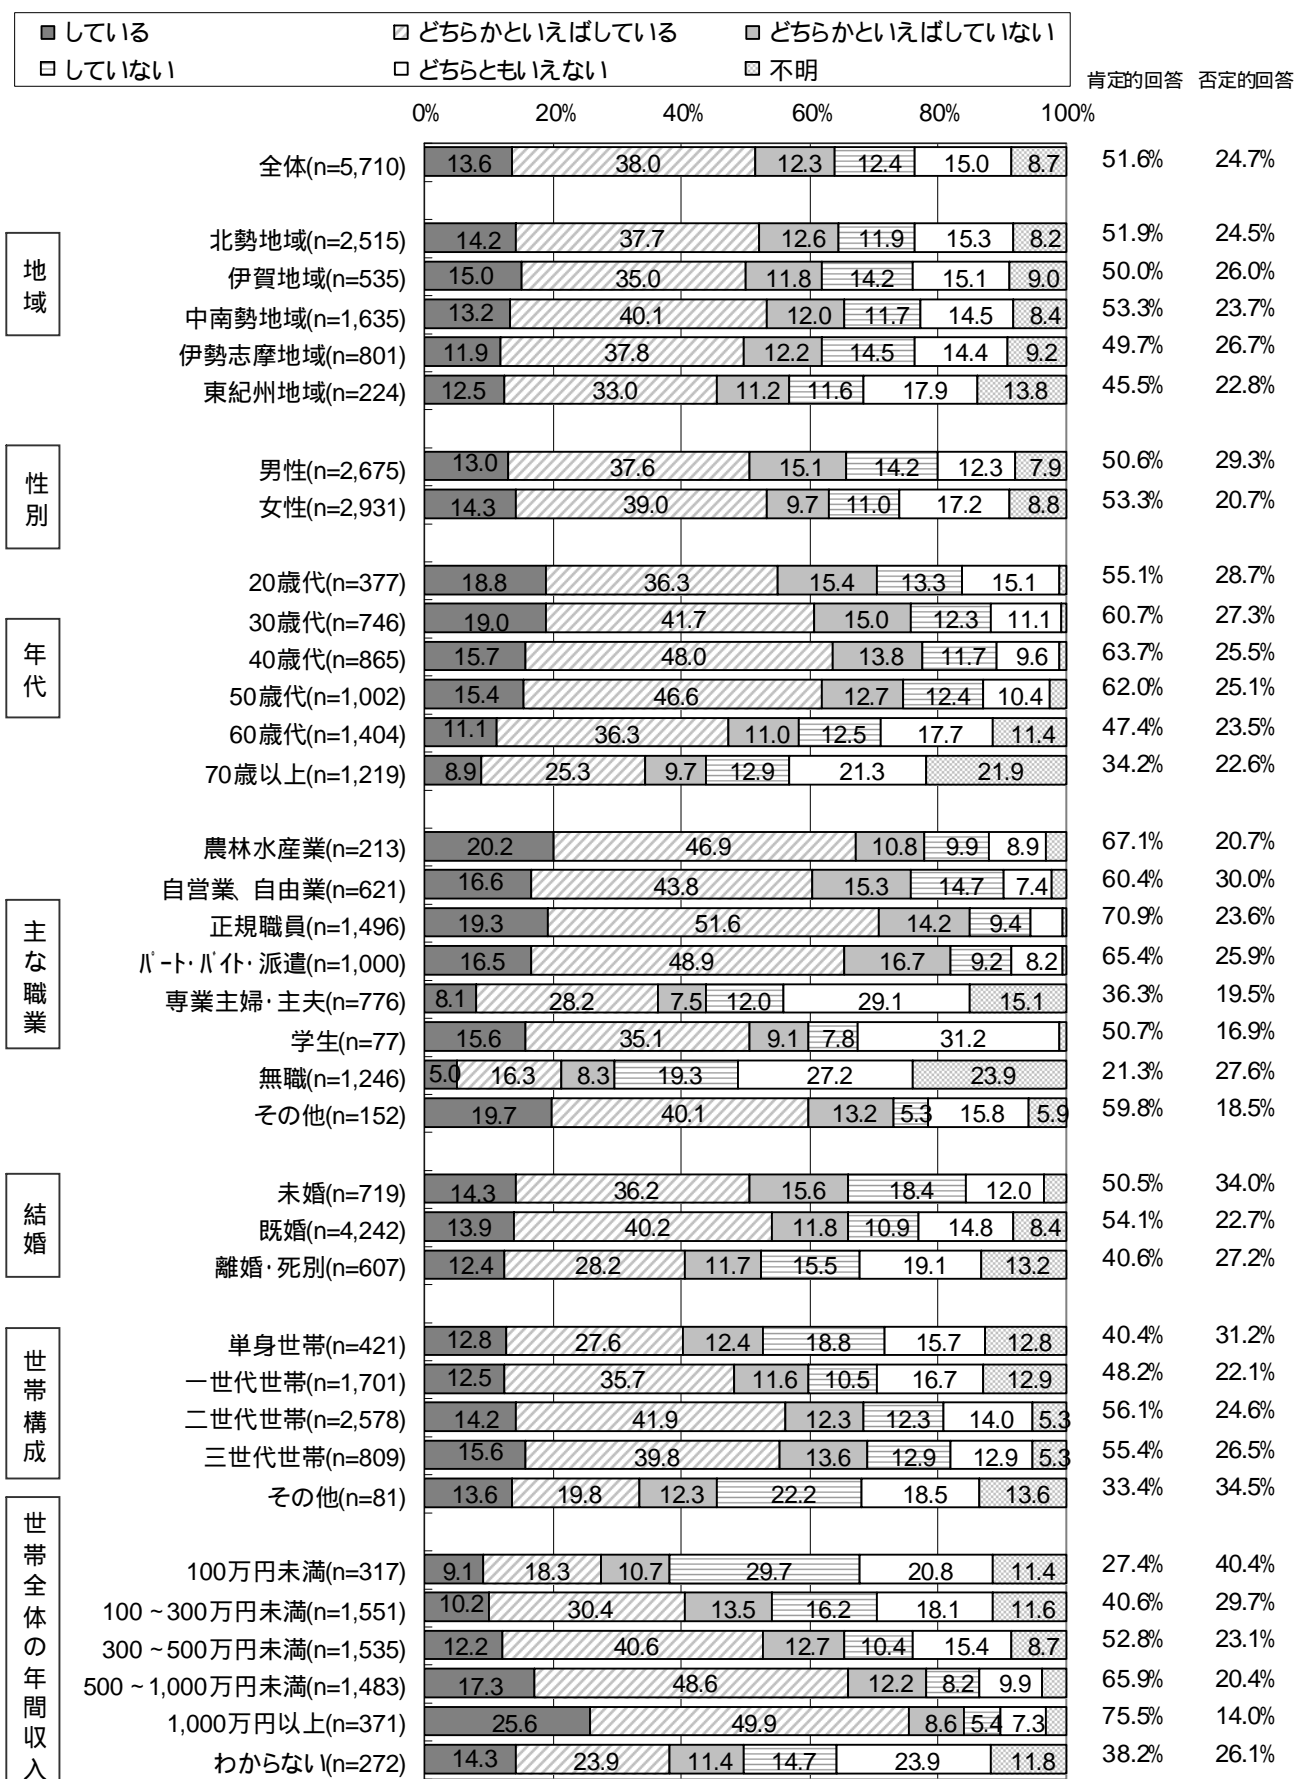 している どちらかといえばしている どちらかといえばしていない
していない どちらともいえない 不明
肯定的回答 否定的回答
0% 20% 40% 60% 80% 100%
全体(n=5,710) 13.6 38.0 12.3 12.4 15.0 8.7 51.6% 24.7%
地域
北勢地域(n=2,515) 14.2 37.7 12.6 11.9 15.3 8.2 51.9% 24.5%
伊賀地域(n=535) 15.0 35.0 11.8 14.2 15.1 9.0 50.0% 26.0%
中南勢地域(n=1,635) 13.2 40.1 12.0 11.7 14.5 8.4 53.3% 23.7%
伊勢志摩地域(n=801) 11.9 37.8 12.2 14.5 14.4 9.2 49.7% 26.7%
東紀州地域(n=224) 12.5 33.0 11.2 11.6 17.9 13.8 45.5% 22.8%
性別
男性(n=2,675) 13.0 37.6 15.1 14.2 12.3 7.9 50.6% 29.3%
女性(n=2,931) 14.3 39.0 9.7 11.0 17.2 8.8 53.3% 20.7%
年代
20歳代(n=377) 18.8 36.3 15.4 13.3 15.1 55.1% 28.7%
30歳代(n=746) 19.0 41.7 15.0 12.3 11.1 60.7% 27.3%
40歳代(n=865) 15.7 48.0 13.8 11.7 9.6 63.7% 25.5%
50歳代(n=1,002) 15.4 46.6 12.7 12.4 10.4 62.0% 25.1%
60歳代(n=1,404) 11.1 36.3 11.0 12.5 17.7 11.4 47.4% 23.5%
70歳以上(n=1,219) 8.9 25.3 9.7 12.9 21.3 21.9 34.2% 22.6%
主な職業
農林水産業(n=213) 20.2 46.9 10.8 9.9 8.9 67.1% 20.7%
自営業、自由業(n=621) 16.6 43.8 15.3 14.7 7.4 60.4% 30.0%
正規職員(n=1,496) 19.3 51.6 14.2 9.4 70.9% 23.6%
ﾊﾟｰﾄ･ﾊﾞｲﾄ･派遣(n=1,000) 16.5 48.9 16.7 9.2 8.2 65.4% 25.9%
専業主婦･主夫(n=776) 8.1 28.2 7.5 12.0 29.1 15.1 36.3% 19.5%
学生(n=77) 15.6 35.1 9.1 7.8 31.2 50.7% 16.9%
無職(n=1,246) 5.0 16.3 8.3 19.3 27.2 23.9 21.3% 27.6%
その他(n=152) 19.7 40.1 13.2 5.3 15.8 5.9 59.8% 18.5%
結婚
未婚(n=719) 14.3 36.2 15.6 18.4 12.0 50.5% 34.0%
既婚(n=4,242) 13.9 40.2 11.8 10.9 14.8 8.4 54.1% 22.7%
離婚･死別(n=607) 12.4 28.2 11.7 15.5 19.1 13.2 40.6% 27.2%
世帯構成
単身世帯(n=421) 12.8 27.6 12.4 18.8 15.7 12.8 40.4% 31.2%
一世代世帯(n=1,701) 12.5 35.7 11.6 10.5 16.7 12.9 48.2% 22.1%
二世代世帯(n=2,578) 14.2 41.9 12.3 12.3 14.0 5.3 56.1% 24.6%
三世代世帯(n=809) 15.6 39.8 13.6 12.9 12.9 5.3 55.4% 26.5%
その他(n=81) 13.6 19.8 12.3 22.2 18.5 13.6 33.4% 34.5%
世帯全体の年間収入
100万円未満(n=317) 9.1 18.3 10.7 29.7 20.8 11.4 27.4% 40.4%
100～300万円未満(n=1,551) 10.2 30.4 13.5 16.2 18.1 11.6 40.6% 29.7%
300～500万円未満(n=1,535) 12.2 40.6 12.7 10.4 15.4 8.7 52.8% 23.1%
500～1,000万円未満(n=1,483) 17.3 48.6 12.2 8.2 9.9 65.9% 20.4%
1,000万円以上(n=371) 25.6 49.9 8.6 5.4 7.3 75.5% 14.0%
わからない(n=272) 14.3 23.9 11.4 14.7 23.9 11.8 38.2% 26.1%